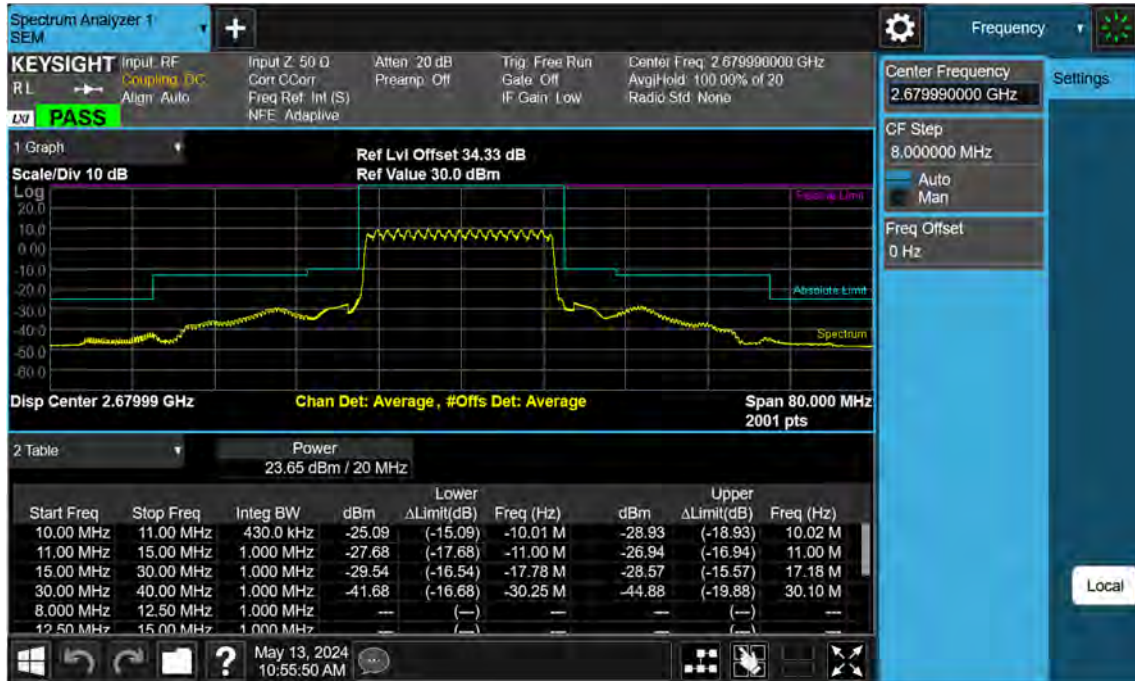 Spectrum Analyzer 1
SEM
Frequency
KEYSIGHT
RL
LXI PASS
Input: RF
Coupling: DC
Align: Auto
Input Z: 50 Ω
Corr CCorr
Freq Ref: Int (S)
NFE: Adaptive
Atten: 20 dB
Preamp: Off
Trig: Free Run
Gate: Off
IF Gain: Low
Center Freq: 2.679990000 GHz
Avg|Hold: 100.00% of 20
Radio Std: None
Center Frequency
2.679990000 GHz
Settings
CF Step
8.000000 MHz
Auto
Man
Freq Offset
0 Hz
1 Graph
Scale/Div 10 dB
Ref Lvl Offset 34.33 dB
Ref Value 30.0 dBm
Log
20.0
10.0
0.00
-10.0
-20.0
-30.0
-40.0
-50.0
-60.0
Limit
Absolute Limit
Spectrum
Disp Center 2.67999 GHz
Chan Det: Average, #Offs Det: Average
Span 80.000 MHz
2001 pts
2 Table
Power
23.65 dBm / 20 MHz
Lower Upper
Start Freq Stop Freq Integ BW dBm ΔLimit(dB) Freq (Hz) dBm ΔLimit(dB) Freq (Hz)
10.00 MHz 11.00 MHz 430.0 kHz -25.09 (-15.09) -10.01 M -28.93 (-18.93) 10.02 M
11.00 MHz 15.00 MHz 1.000 MHz -27.68 (-17.68) -11.00 M -26.94 (-16.94) 11.00 M
15.00 MHz 30.00 MHz 1.000 MHz -29.54 (-16.54) -17.78 M -28.57 (-15.57) 17.18 M
30.00 MHz 40.00 MHz 1.000 MHz -41.68 (-16.68) -30.25 M -44.88 (-19.88) 30.10 M
8.000 MHz 12.50 MHz 1.000 MHz --- (---) --- --- (---) ---
12.50 MHz 15.00 MHz 1.000 MHz --- (---) --- --- (---) ---
Local
?
May 13, 2024
10:55:50 AM